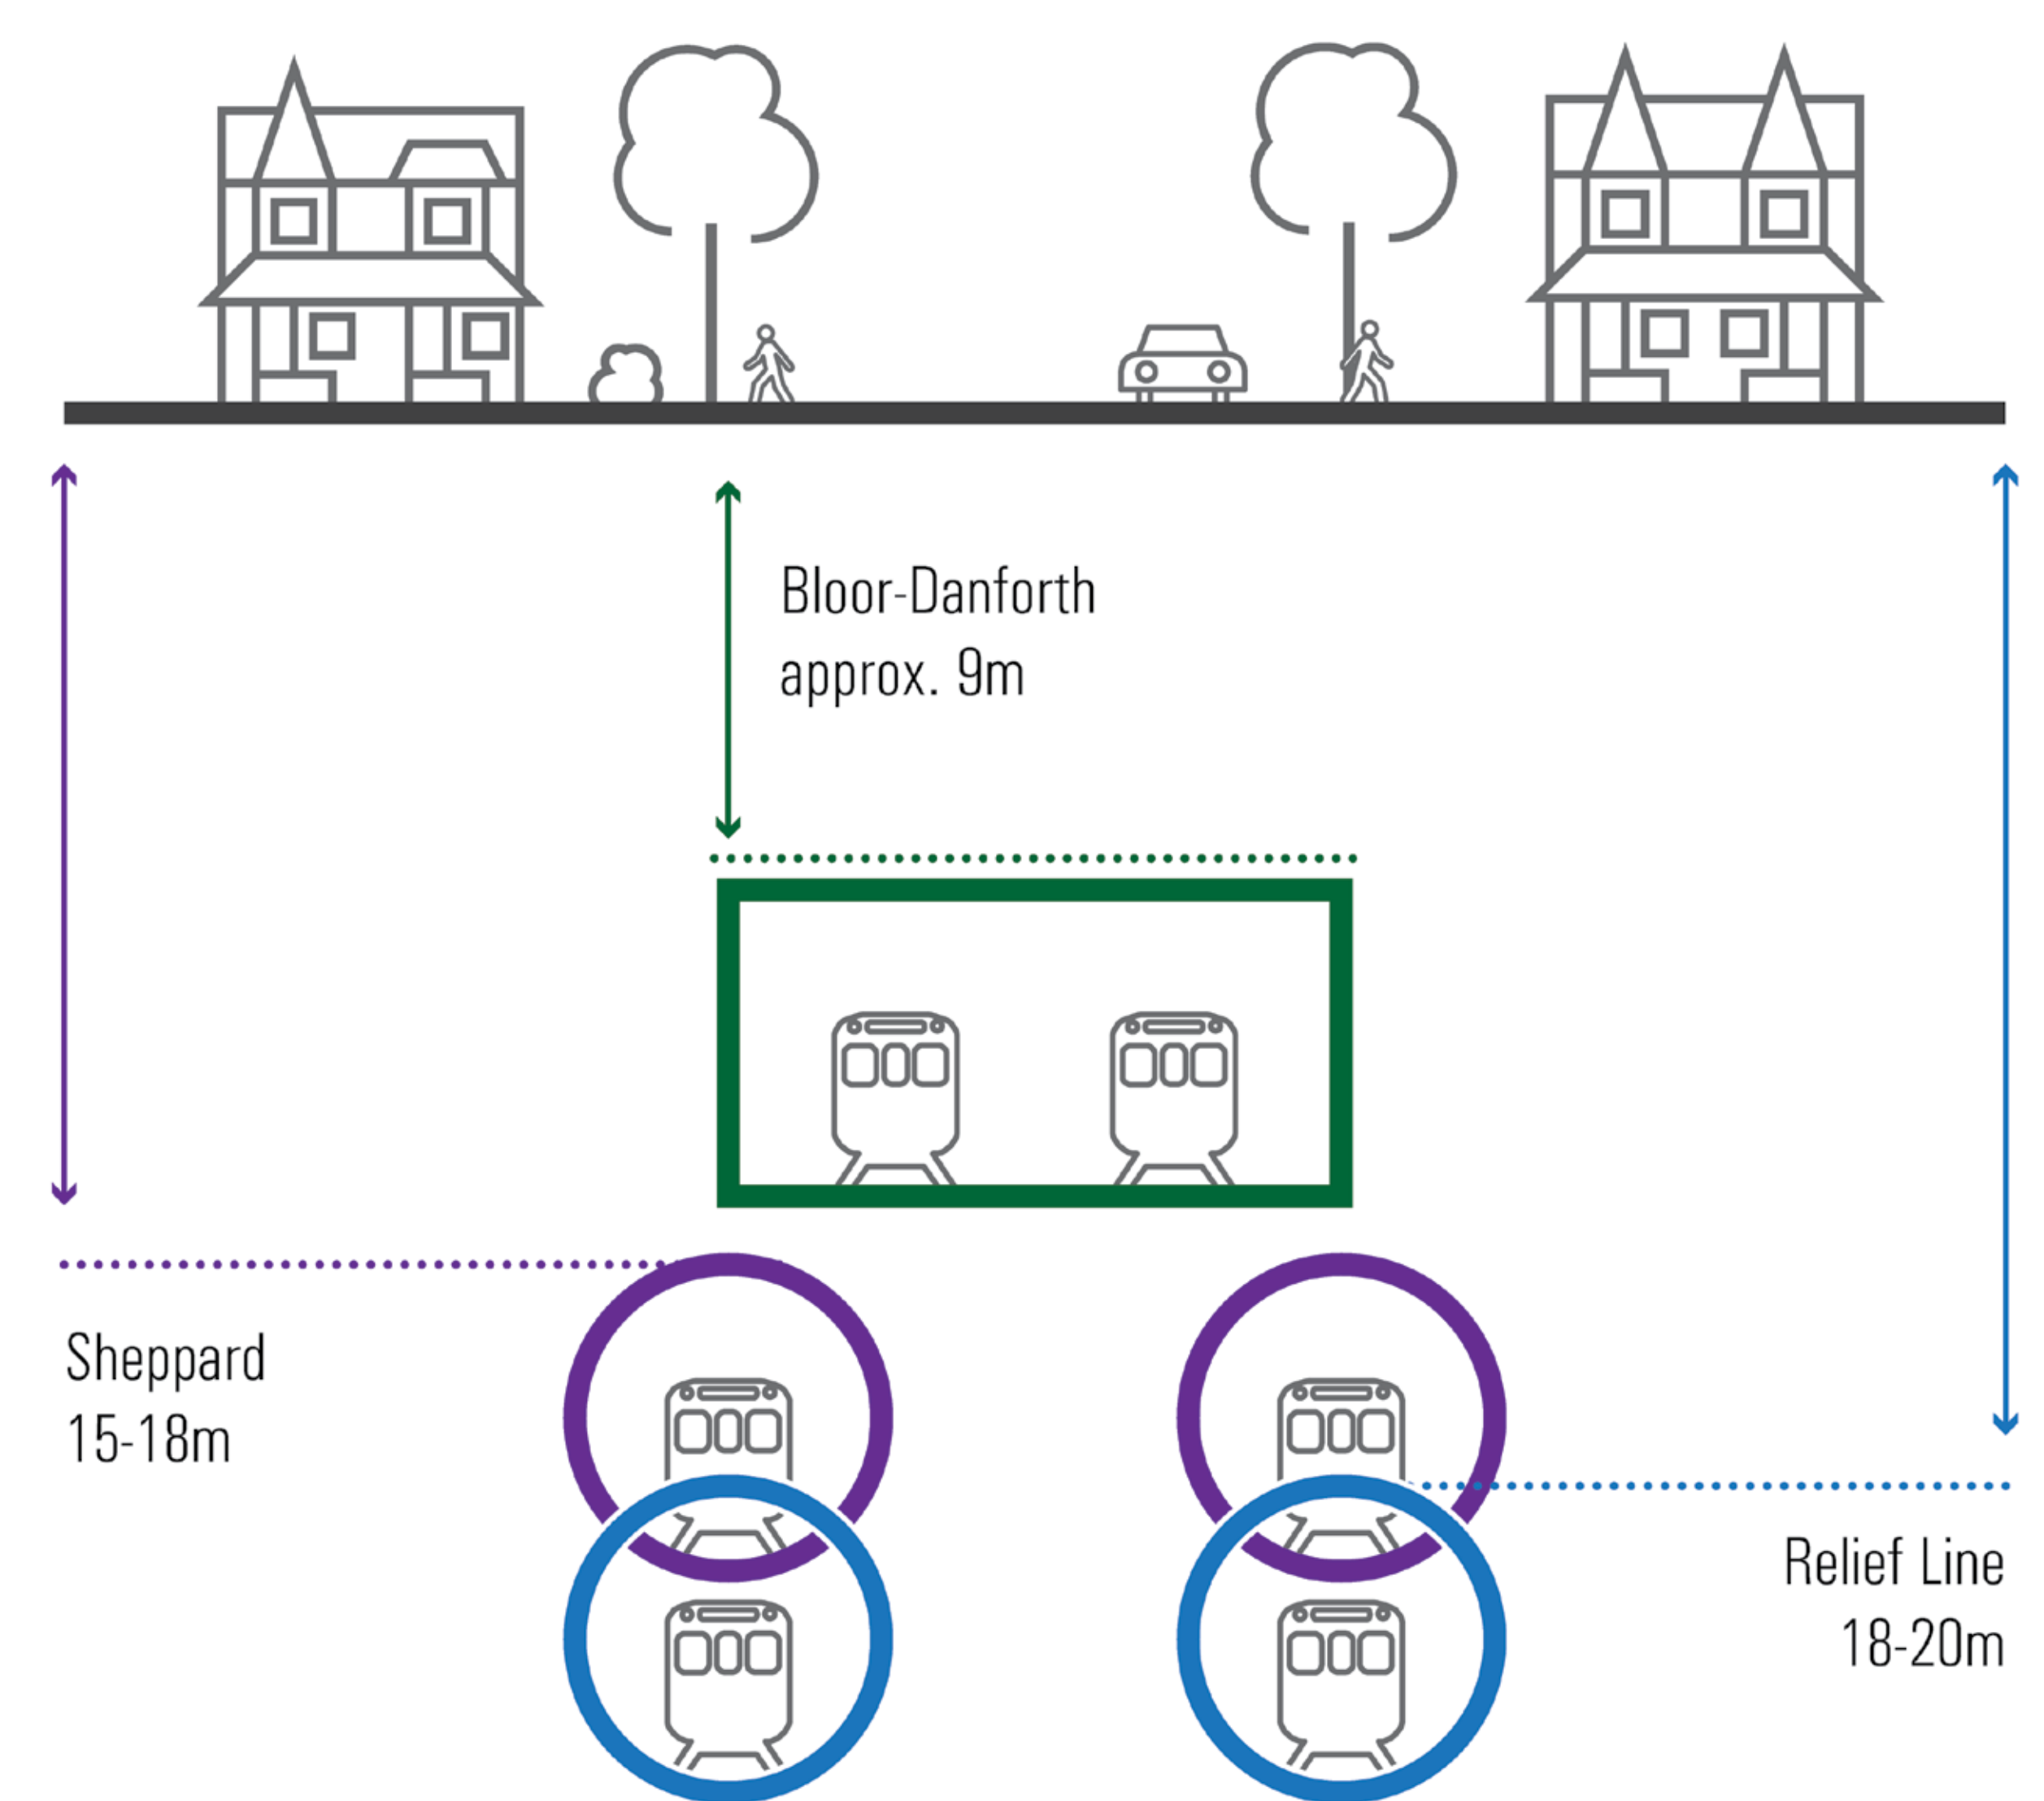 Bloor-Danforth
approx. 9m
Sheppard
15-18m
Relief Line
18-20m